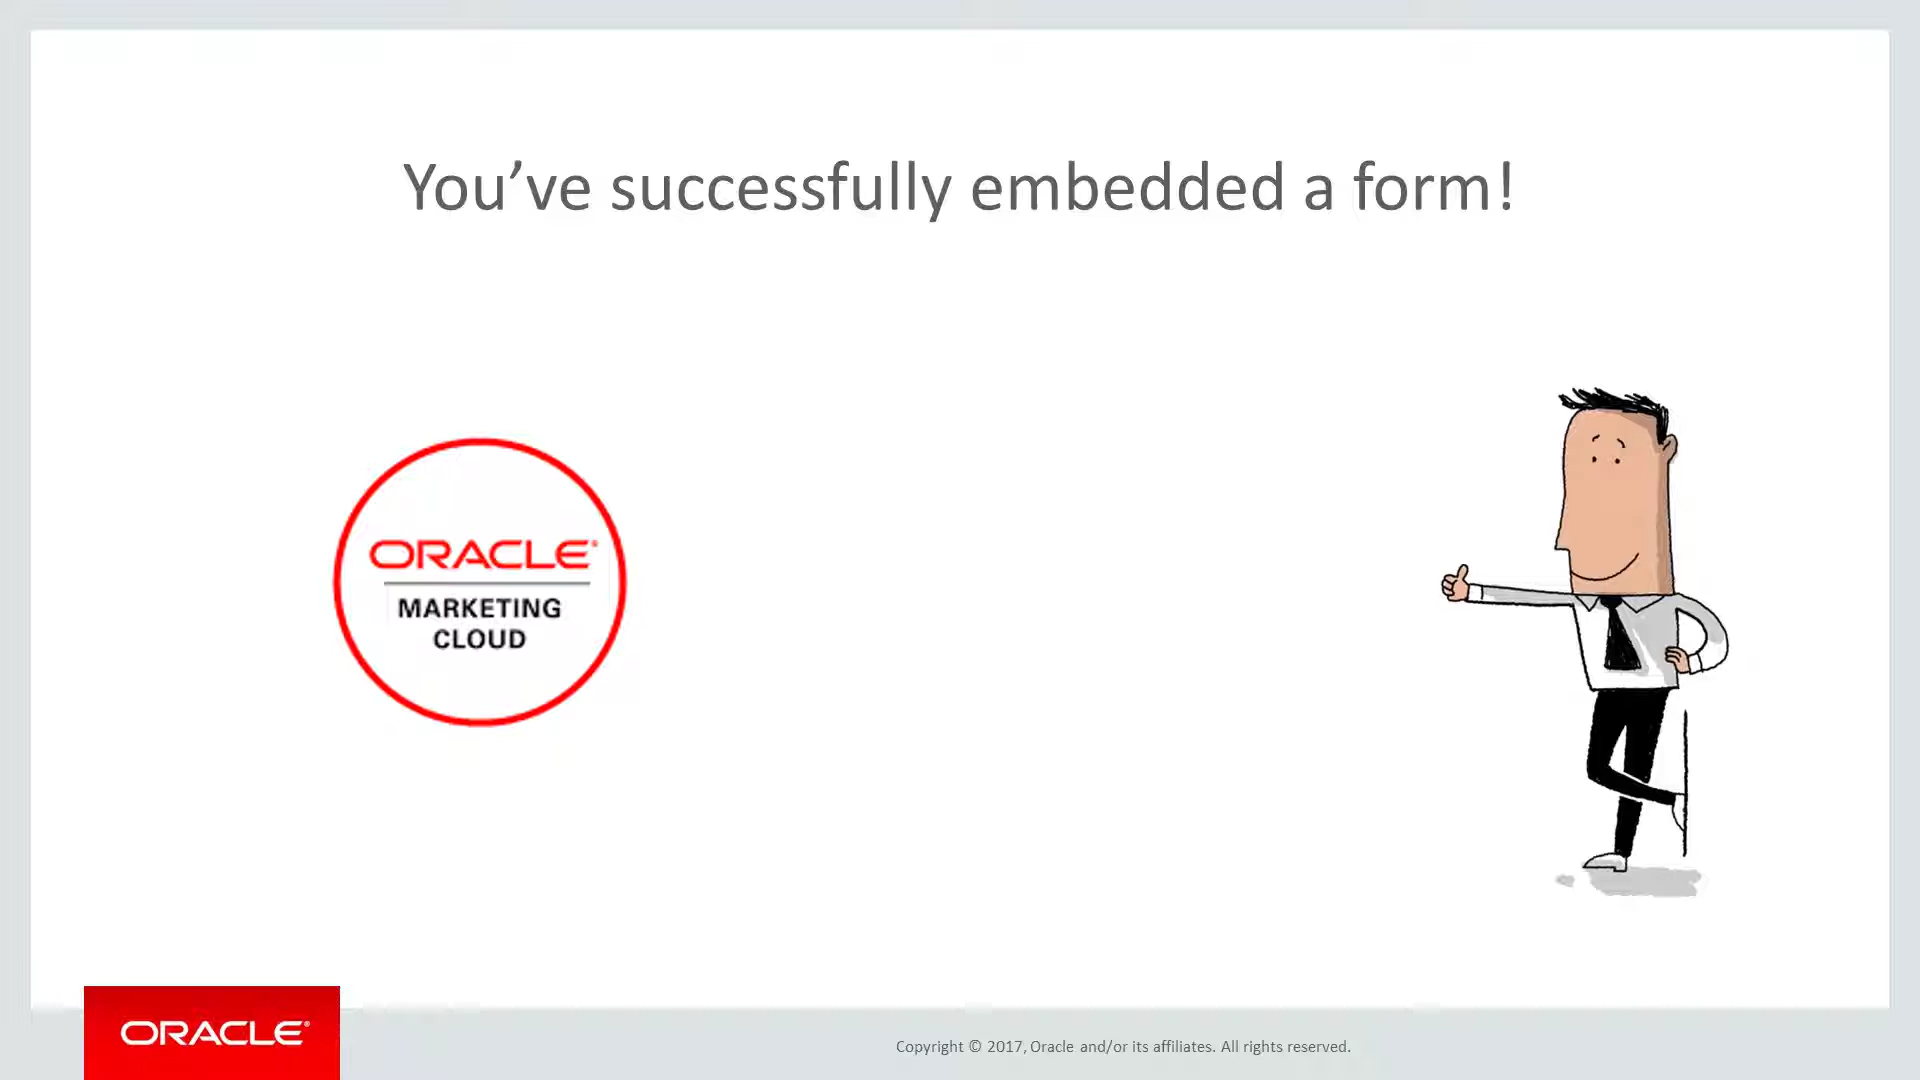 You’ve successfully embedded a form!
ORACLE®
MARKETING
CLOUD
ORACLE®
Copyright © 2017, Oracle and/or its affiliates. All rights reserved.